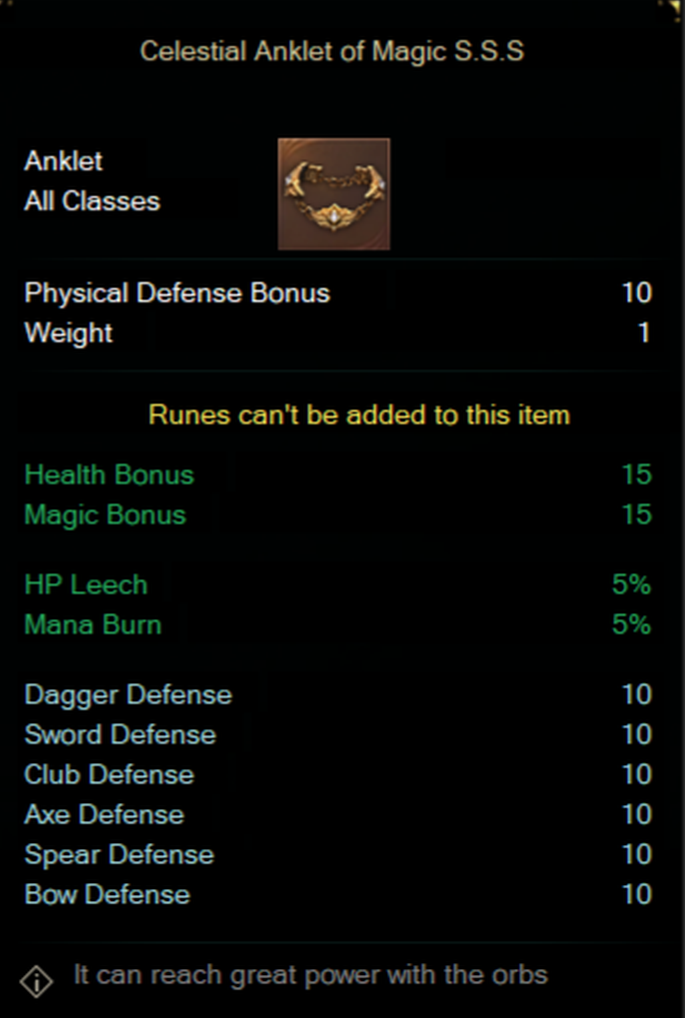 Celestial Anklet of Magic S.S.S
Anklet
All Classes
Physical Defense Bonus 10
Weight 1
Runes can't be added to this item
Health Bonus 15
Magic Bonus 15
HP Leech 5%
Mana Burn 5%
Dagger Defense 10
Sword Defense 10
Club Defense 10
Axe Defense 10
Spear Defense 10
Bow Defense 10
It can reach great power with the orbs